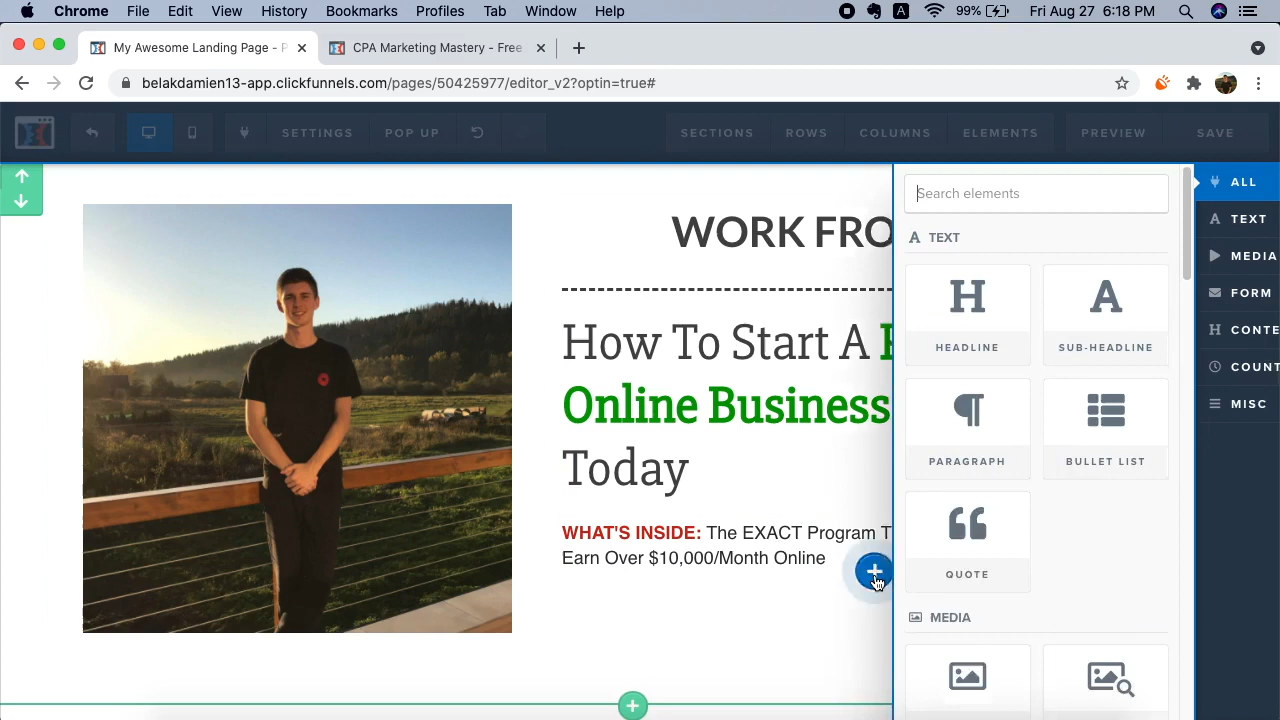 Chrome File Edit View History Bookmarks Profiles Tab Window Help A 99% Fri Aug 27 6:18 PM
My Awesome Landing Page - P
CPA Marketing Mastery - Free
belakdamien13-app.clickfunnels.com/pages/50425977/editor_v2?optin=true#
SETTINGS POP UP SECTIONS ROWS COLUMNS ELEMENTS PREVIEW SAVE
WORK FRO
How To Start A
Online Business
Today
WHAT'S INSIDE: The EXACT Program T
Earn Over $10,000/Month Online
Search elements
A TEXT
H A
HEADLINE SUB-HEADLINE
PARAGRAPH BULLET LIST
QUOTE
MEDIA
ALL
A TEXT
MEDIA
FORM
H CONTE
COUNT
MISC